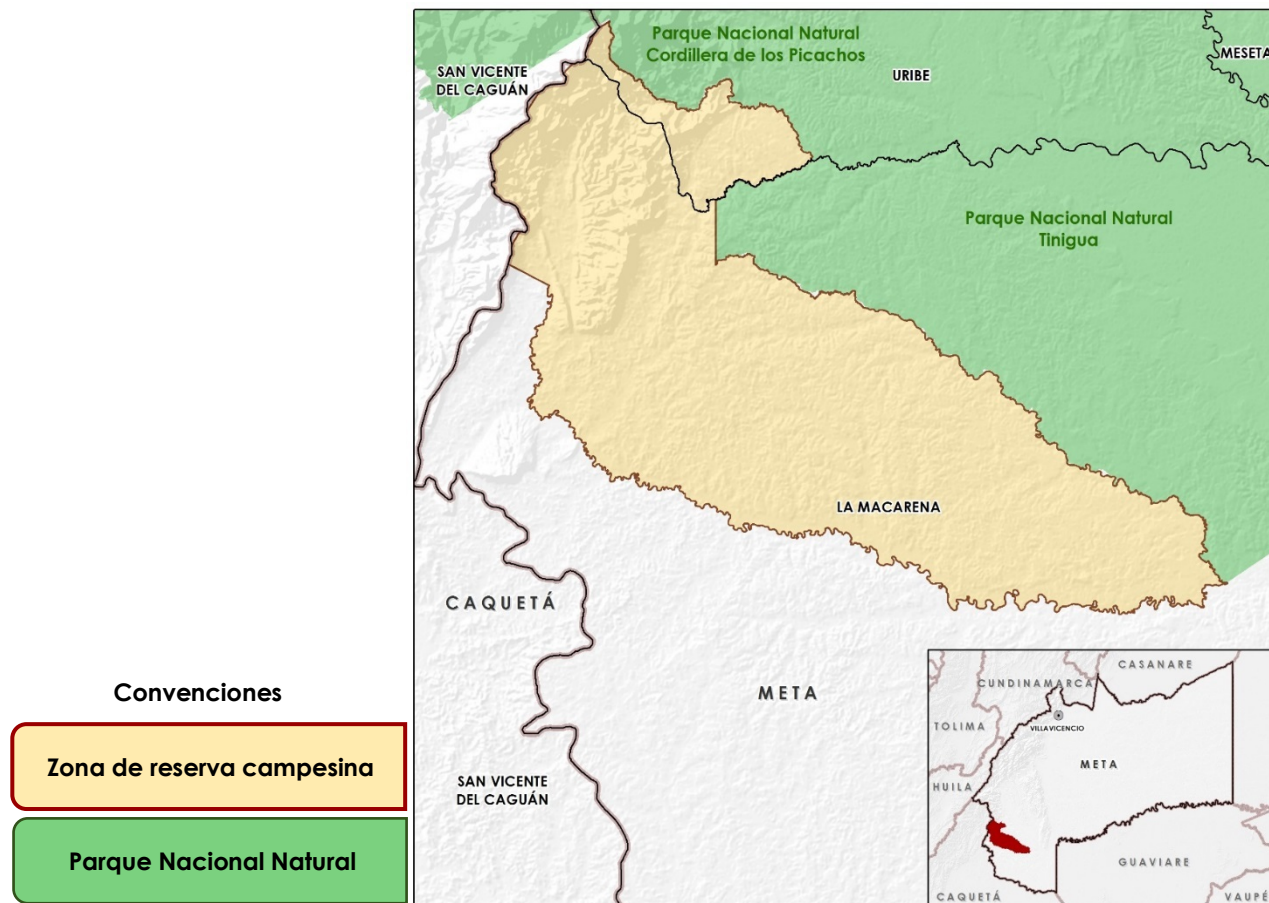 Parque Nacional Natural
Cordillera de los Picachos
SAN VICENTE
DEL CAGUÁN
URIBE
MESETA
Parque Nacional Natural
Tinigua
LA MACARENA
CAQUETÁ
META
SAN VICENTE
DEL CAGUÁN
Convenciones
Zona de reserva campesina
Parque Nacional Natural
CASANARE
CUNDINAMARCA
TOLIMA
VILLAVICENCIO
META
HUILA
GUAVIARE
CAQUETÁ
VAUPÉ